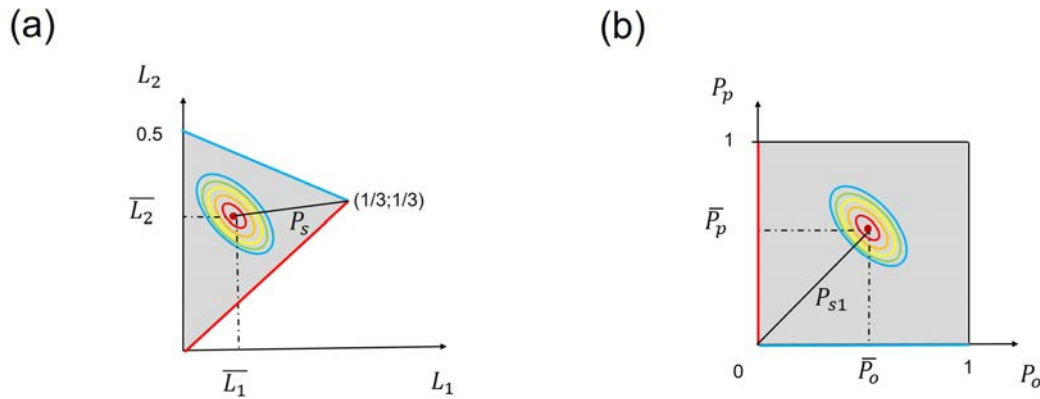 (a)
L₂
0.5
L̅₂
(1/3;1/3)
Pₛ
L̅₁
L₁
(b)
Pₚ
1
P̅ₚ
Pₛ₁
0
P̅ₒ
1
Pₒ